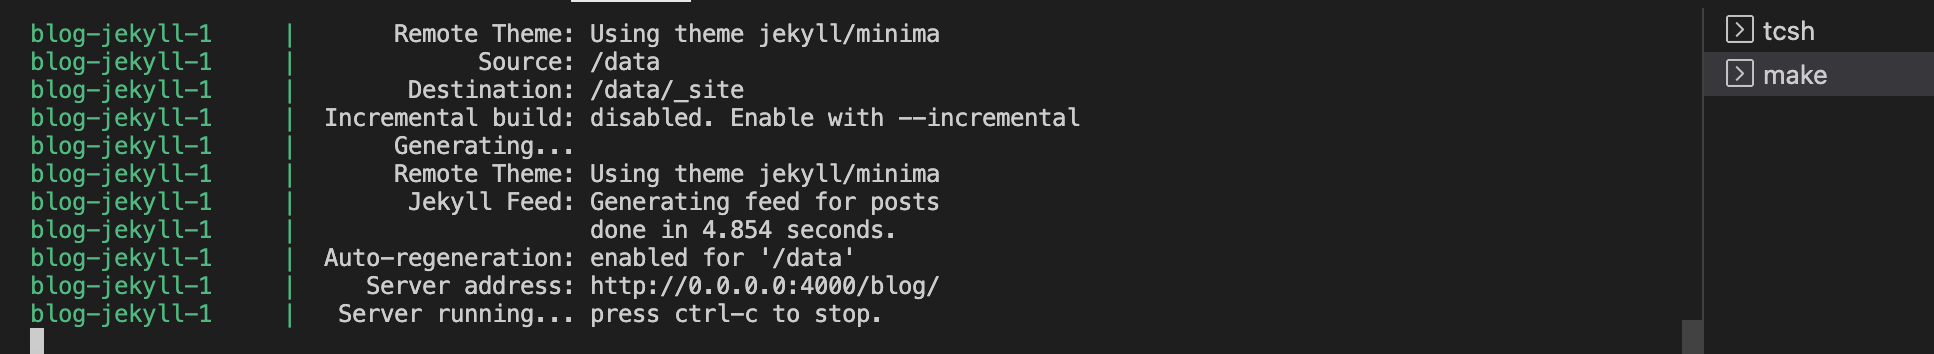 blog-jekyll-1 | Remote Theme: Using theme jekyll/minima
blog-jekyll-1 | Source: /data
blog-jekyll-1 | Destination: /data/_site
blog-jekyll-1 | Incremental build: disabled. Enable with --incremental
blog-jekyll-1 | Generating...
blog-jekyll-1 | Remote Theme: Using theme jekyll/minima
blog-jekyll-1 | Jekyll Feed: Generating feed for posts
blog-jekyll-1 | done in 4.854 seconds.
blog-jekyll-1 | Auto-regeneration: enabled for '/data'
blog-jekyll-1 | Server address: http://0.0.0.0:4000/blog/
blog-jekyll-1 | Server running... press ctrl-c to stop.
tcsh
make